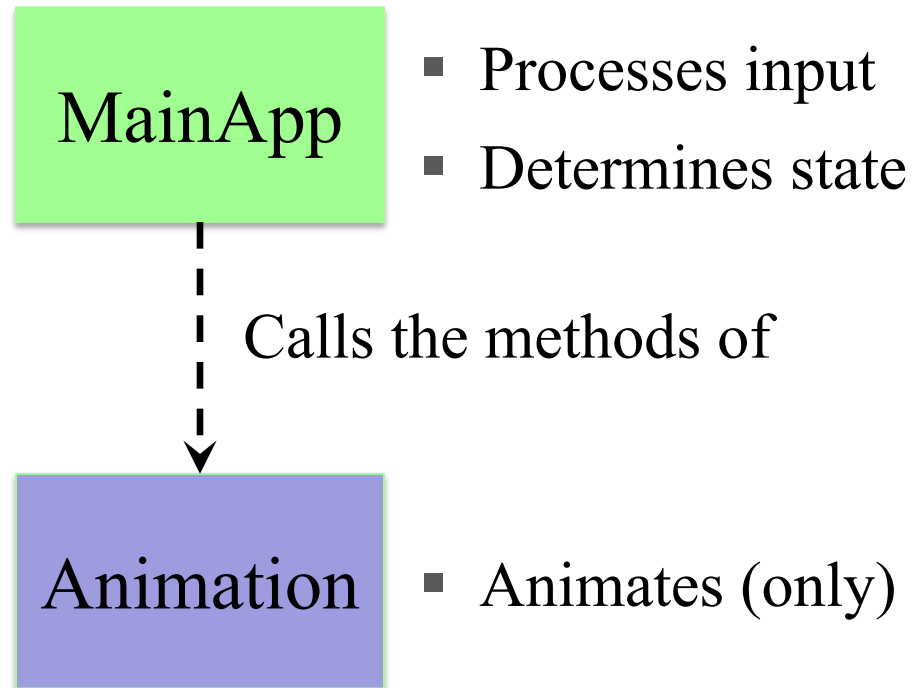 MainApp
▪ Processes input
▪ Determines state
Calls the methods of
Animation
▪ Animates (only)